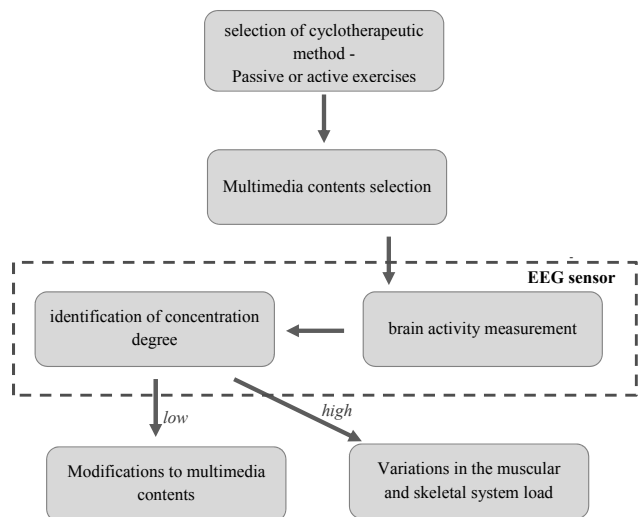 selection of cyclotherapeutic
method -
Passive or active exercises
Multimedia contents selection
EEG sensor
identification of concentration
degree
brain activity measurement
low
high
Modifications to multimedia
contents
Variations in the muscular
and skeletal system load